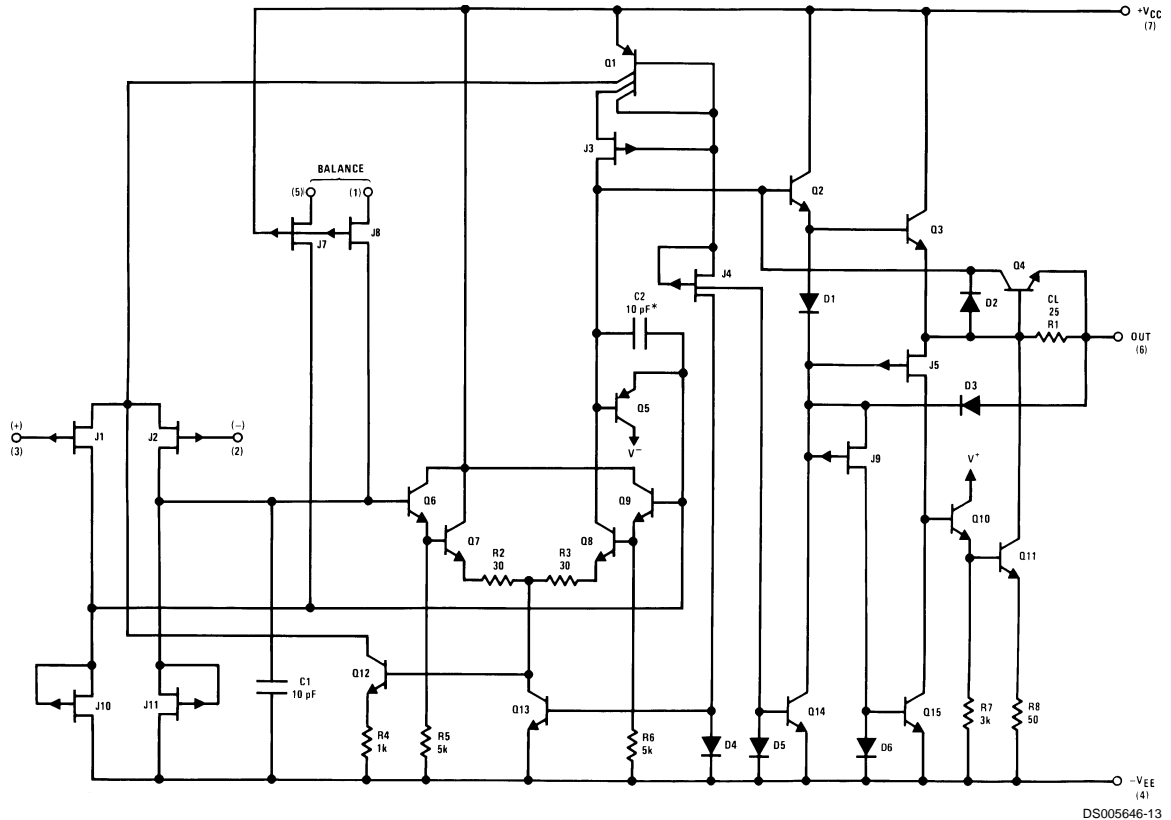 +VCC
(7)
Q1
J3
BALANCE
(5)
(1)
J7
J8
Q2
Q3
J4
Q4
C2
10 pF*
D1
D2
CL
25
R1
OUT
(6)
J5
Q5
V−
D3
(+)
(3)
J1
J2
(−)
(2)
J9
V+
Q6
Q9
Q7
Q8
Q10
R2
30
R3
30
Q11
J10
J11
C1
10 pF
Q12
Q13
Q14
Q15
R4
1k
R5
5k
R6
5k
D4
D5
D6
R7
3k
R8
50
−VEE
(4)
DS005646-13